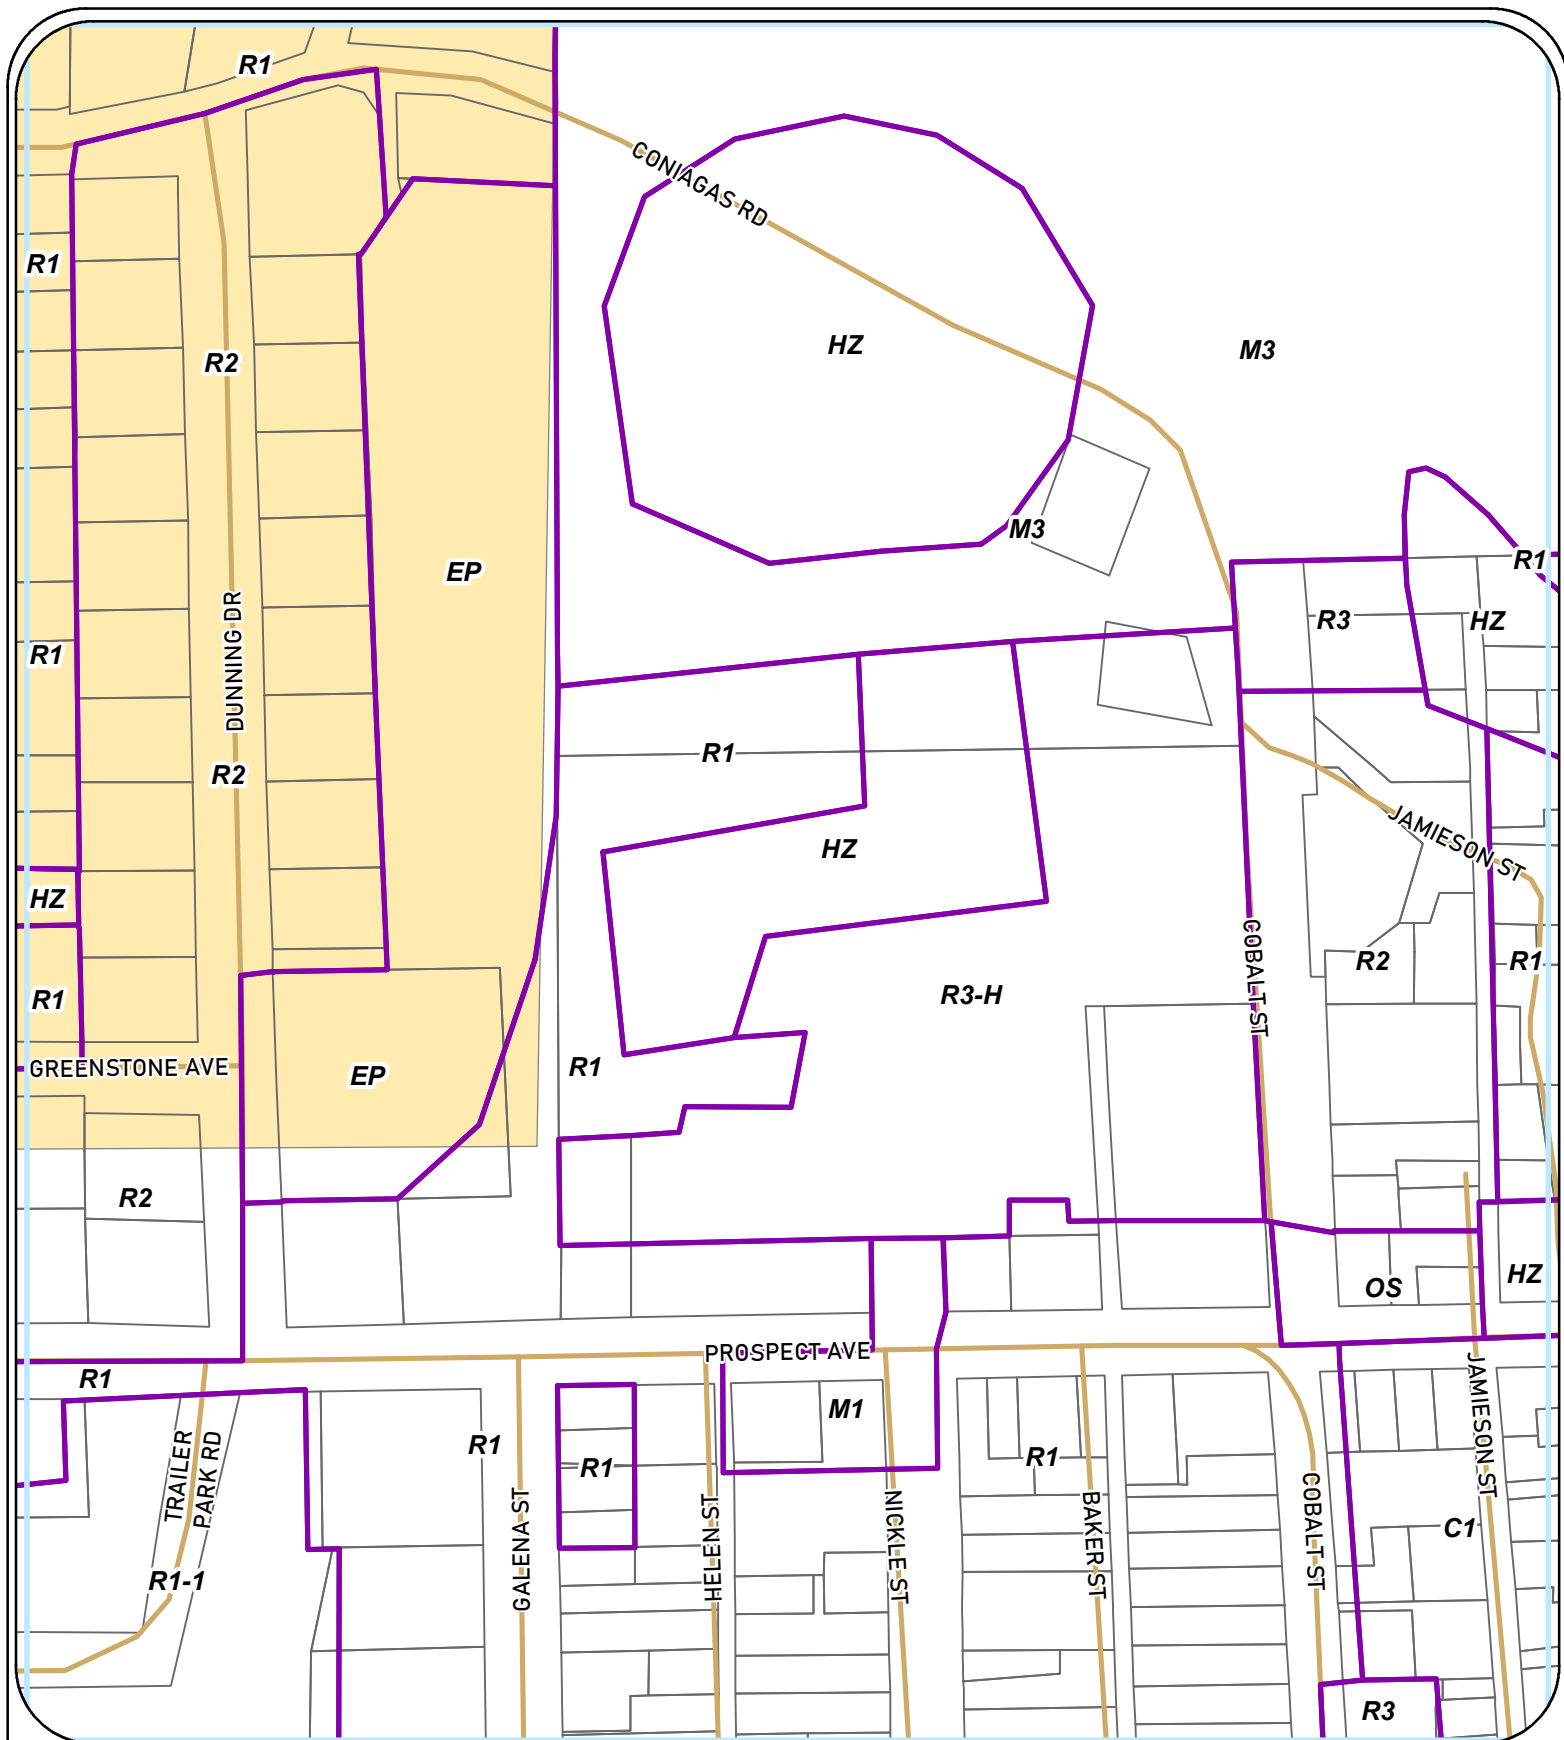 R1
CONIAGAS RD
R1
HZ
M3
R2
M3
R1
EP
R3
HZ
DUNNING DR
R1
R1
R2
HZ
JAMIESON ST
HZ
COBALT ST
R2
R1
R3-H
R1
GREENSTONE AVE
EP
R1
R2
OS
HZ
PROSPECT AVE
R1
M1
JAMIESON ST
R1
R1
R1
TRAILER
PARK RD
GALENA ST
HELEN ST
NICKLE ST
BAKER ST
COBALT ST
C1
R1-1
R3